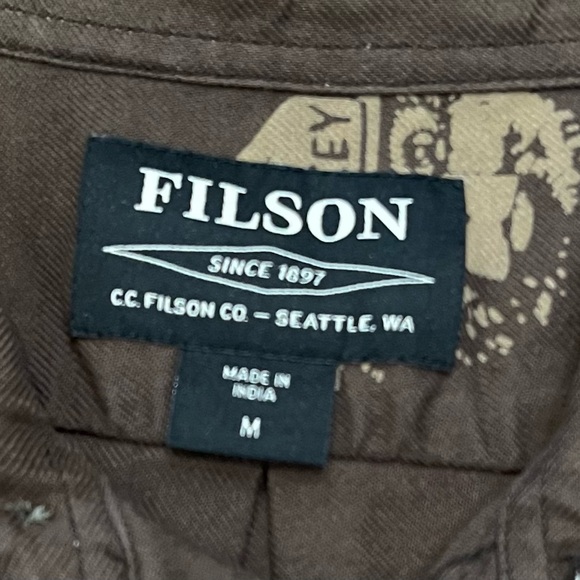 FILSON
SINCE 1897
C.C. FILSON CO. – SEATTLE, WA
MADE IN
INDIA
M